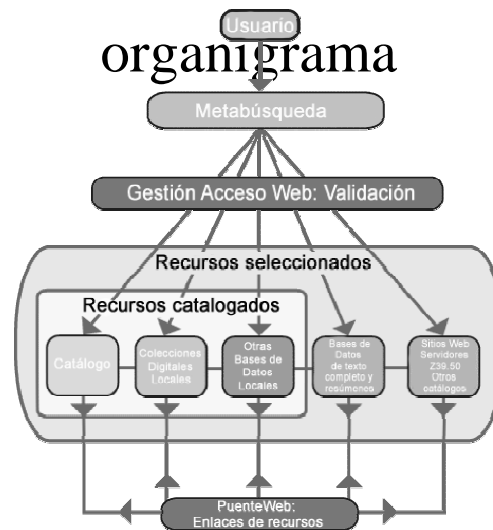 Usuario
organigrama
Metabúsqueda
Gestión Acceso Web: Validación
Recursos seleccionados
Recursos catalogados
Catálogo
Colecciones
Digitales
Locales
Otras
Bases de
Datos
Locales
Bases de
Datos
de texto
completo y
resúmenes
Sitios Web
Servidores
Z39.50
Otros
catálogos
PuenteWeb:
Enlaces de recursos